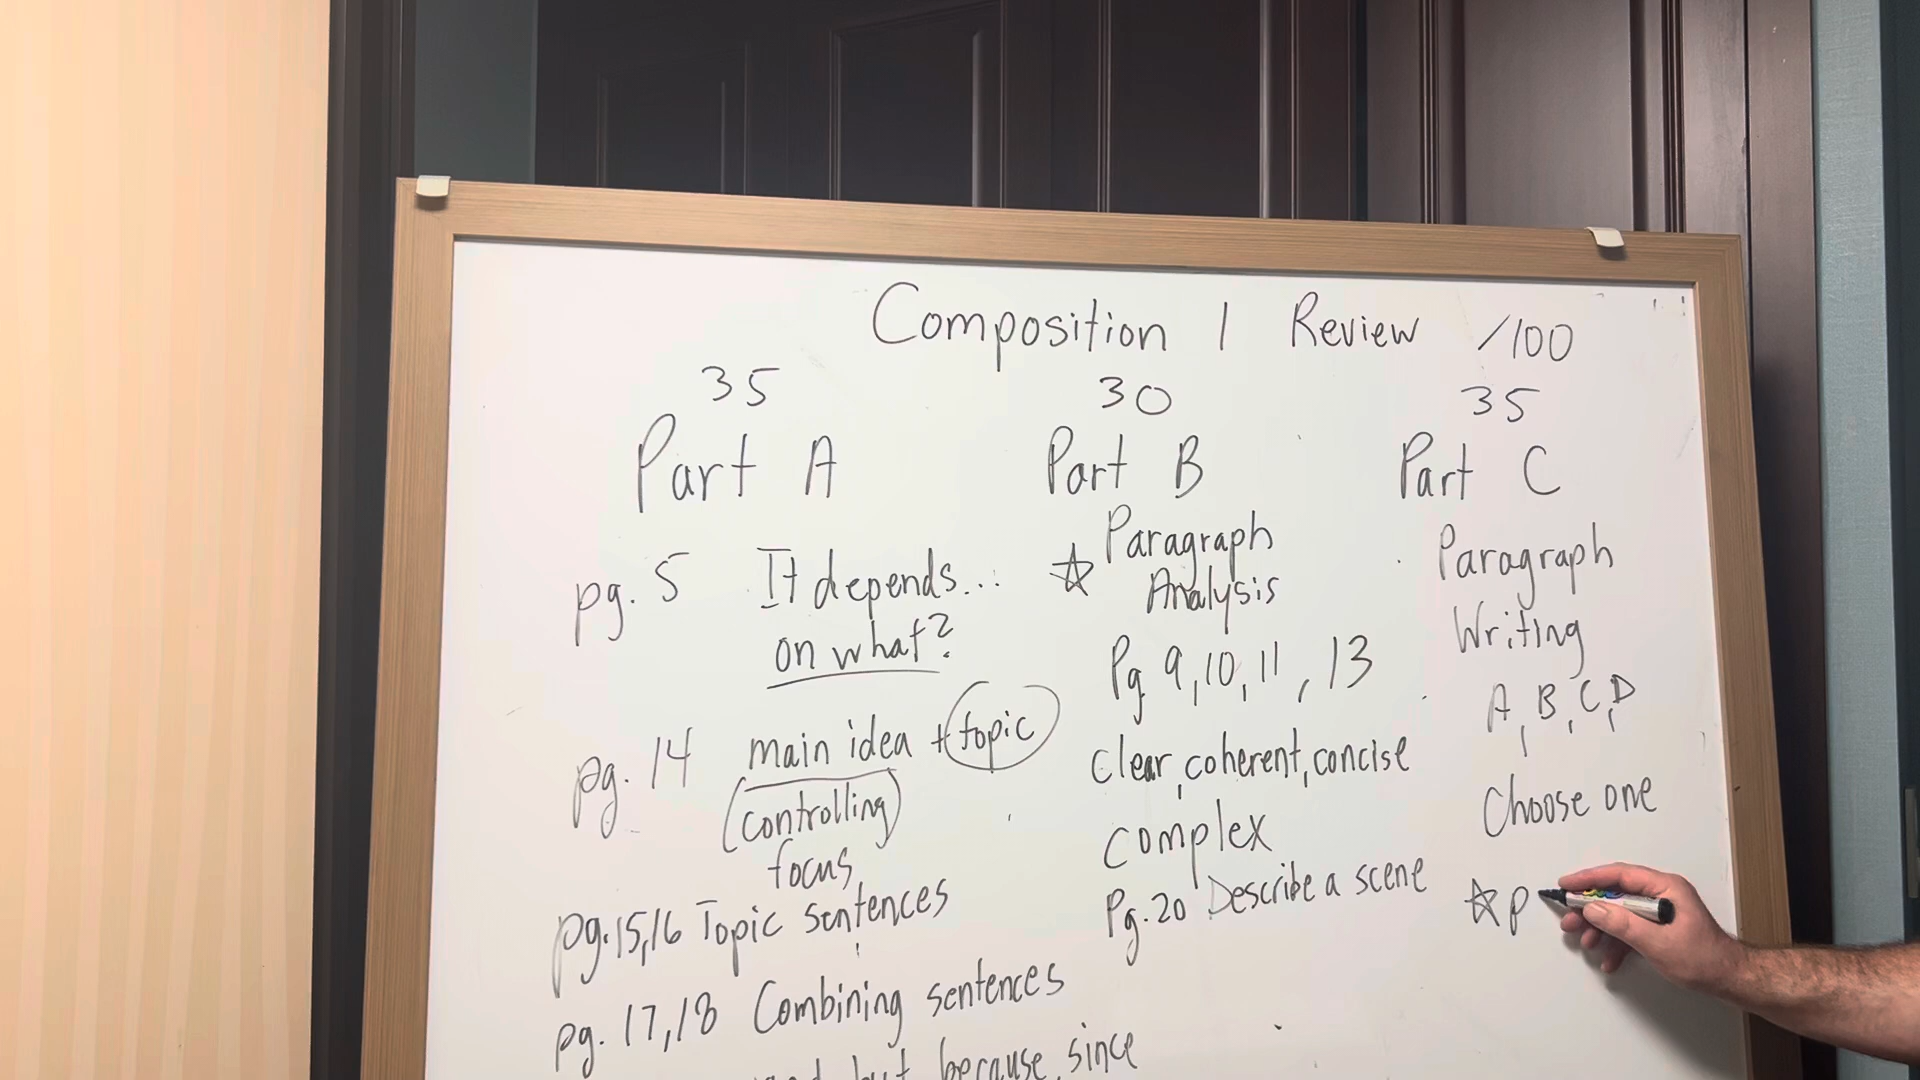 Composition 1 Review /100
35
Part A
pg. 5 It depends...
on what?
pg. 14 main idea + topic
(controlling)
focus
pg. 15,16 Topic sentences
pg. 17,18 Combining sentences
but because, since
30
Part B
☆ Paragraph
Analysis
Pg 9, 10, 11, 13
clear, coherent, concise
complex
Pg. 20 Describe a scene
35
Part C
Paragraph
Writing
A, B, C, D
Choose one
☆ p